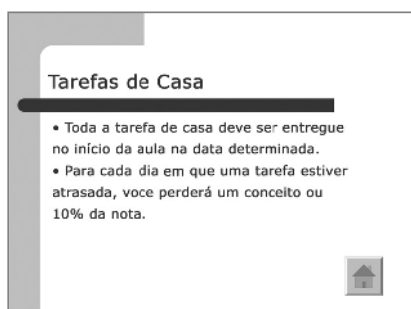 Tarefas de Casa
• Toda a tarefa de casa deve ser entregue
no início da aula na data determinada.
• Para cada dia em que uma tarefa estiver
atrasada, voce perderá um conceito ou
10% da nota.